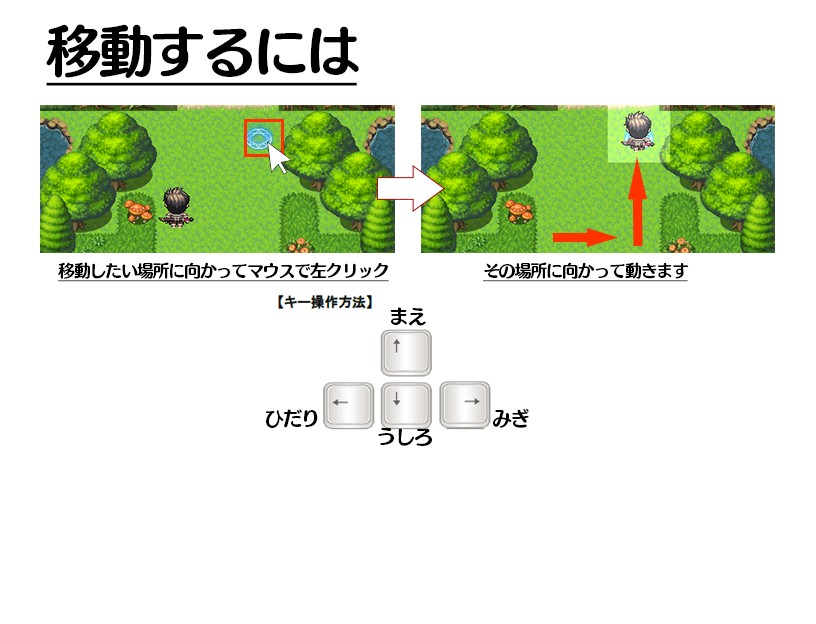 移動するには
移動したい場所に向かってマウスで左クリック
その場所に向かって動きます
【キー操作方法】
まえ
↑
ひだり
←
↓
→
みぎ
うしろ